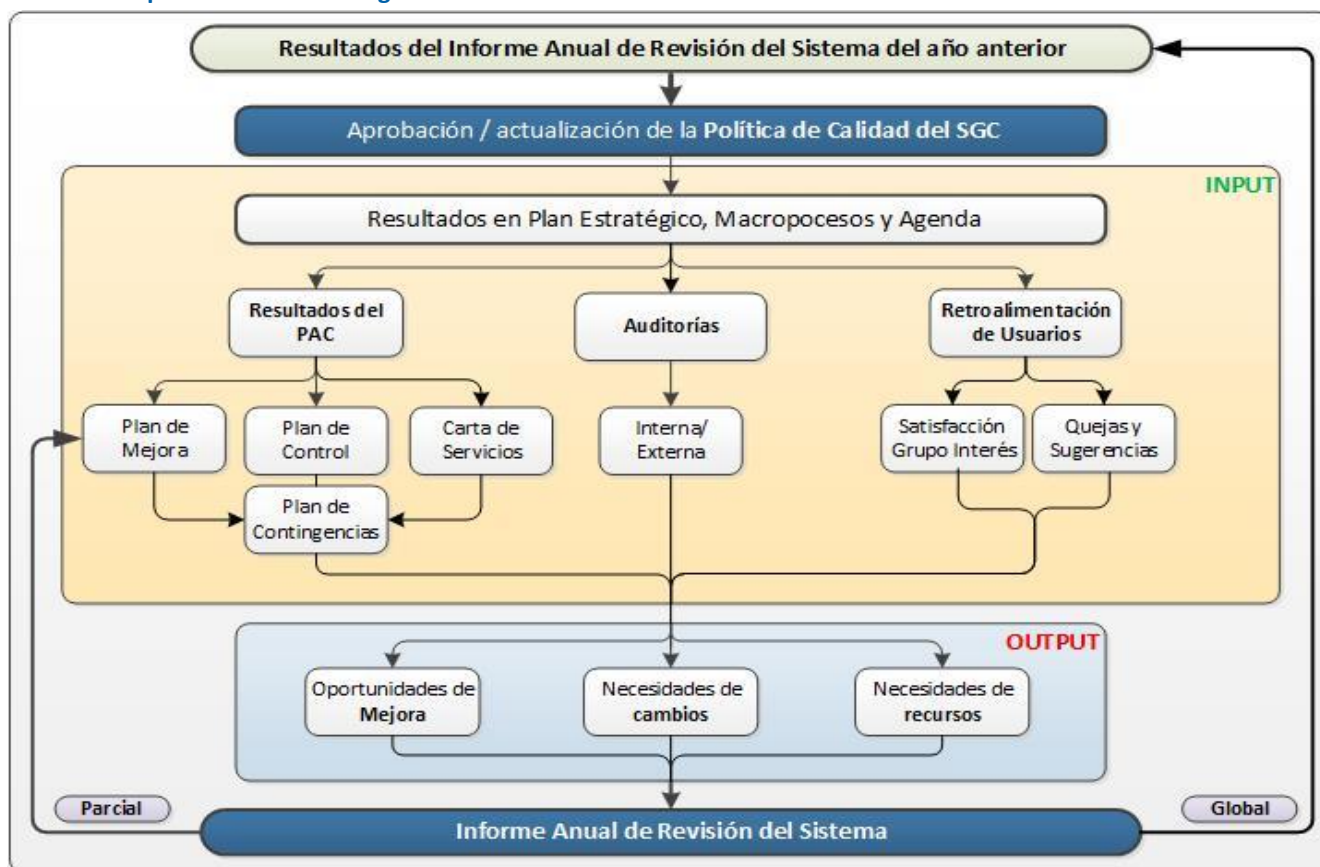 Resultados del Informe Anual de Revisión del Sistema del año anterior
Aprobación / actualización de la Política de Calidad del SGC
INPUT
Resultados en Plan Estratégico, Macropocesos y Agenda
Resultados del
PAC
Auditorías
Retroalimentación
de Usuarios
Plan de
Mejora
Plan de
Control
Carta de
Servicios
Interna/
Externa
Satisfacción
Grupo Interés
Quejas y
Sugerencias
Plan de
Contingencias
OUTPUT
Oportunidades de
Mejora
Necesidades de
cambios
Necesidades de
recursos
Parcial
Global
Informe Anual de Revisión del Sistema